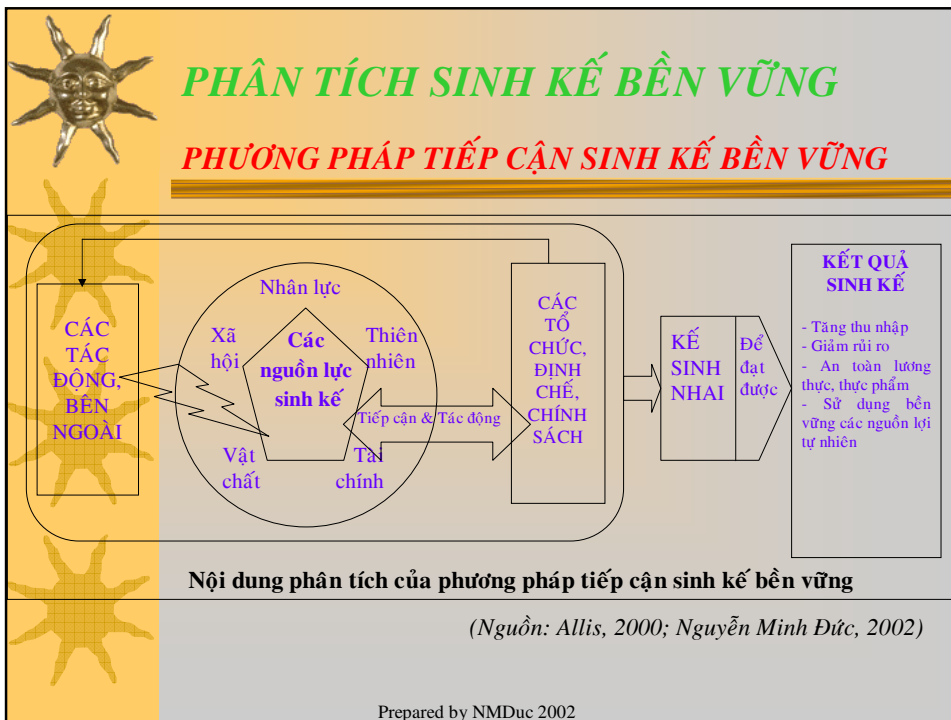 PHÂN TÍCH SINH KẾ BỀN VỮNG
PHƯƠNG PHÁP TIẾP CẬN SINH KẾ BỀN VỮNG
CÁC
TÁC
ĐỘNG,
BÊN
NGOÀI
Nhân lực
Xã
hội
Thiên
nhiên
Các
nguồn lực
sinh kế
Vật
chất
Tài
chính
Tiếp cận & Tác động
CÁC
TỔ
CHỨC,
ĐỊNH
CHẾ,
CHÍNH
SÁCH
KẾ
SINH
NHAI
Để
đạt
được
KẾT QUẢ
SINH KẾ
- Tăng thu nhập
- Giảm rủi ro
- An toàn lương
thực, thực phẩm
- Sử dụng bền
vững các nguồn lợi
tự nhiên
Nội dung phân tích của phương pháp tiếp cận sinh kế bền vững
(Nguồn: Allis, 2000; Nguyễn Minh Đức, 2002)
Prepared by NMDuc 2002